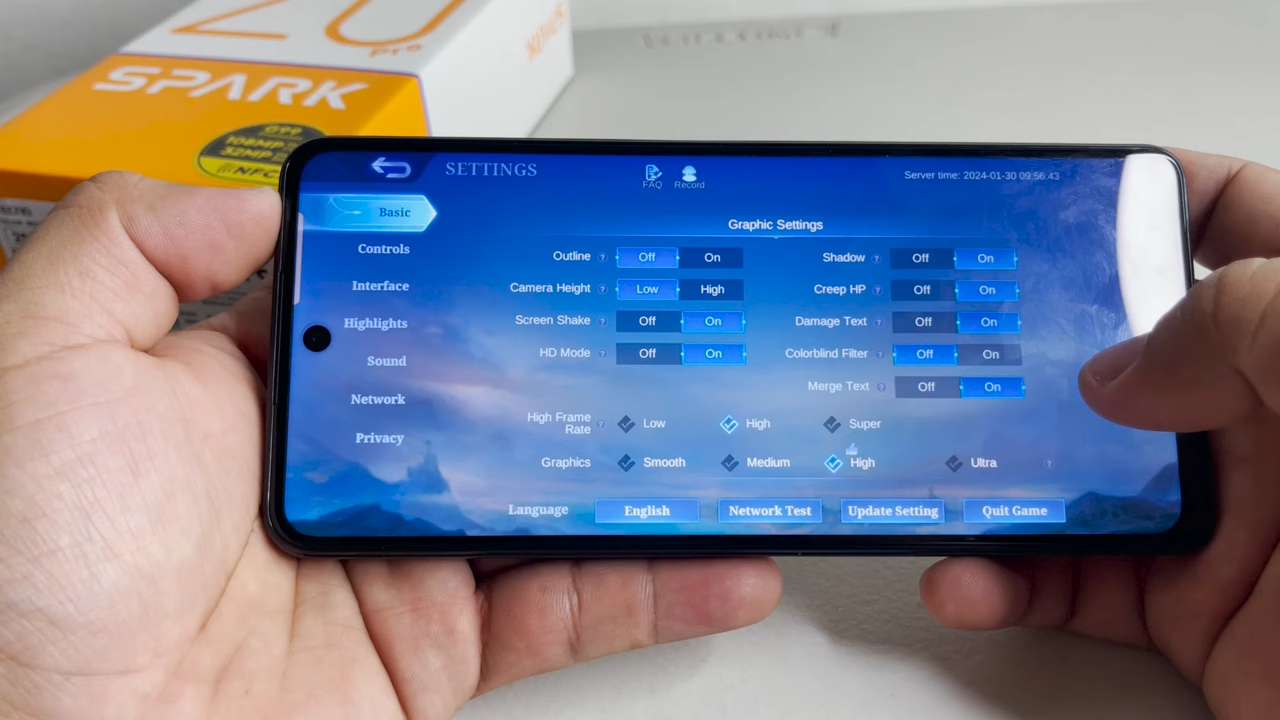 20
Pro
SPARK
G99
108MP
32MP
NFC
SETTINGS
FAQ
Record
Server time: 2024-01-30 09:56:43
Basic
Controls
Interface
Highlights
Sound
Network
Privacy
Graphic Settings
Outline ? Off On
Shadow ? Off On
Camera Height ? Low High
Creep HP ? Off On
Screen Shake ? Off On
Damage Text ? Off On
HD Mode ? Off On
Colorblind Filter ? Off On
Merge Text ? Off On
High Frame
Rate ? Low High Super
Graphics Smooth Medium High Ultra ?
Language English Network Test Update Setting Quit Game